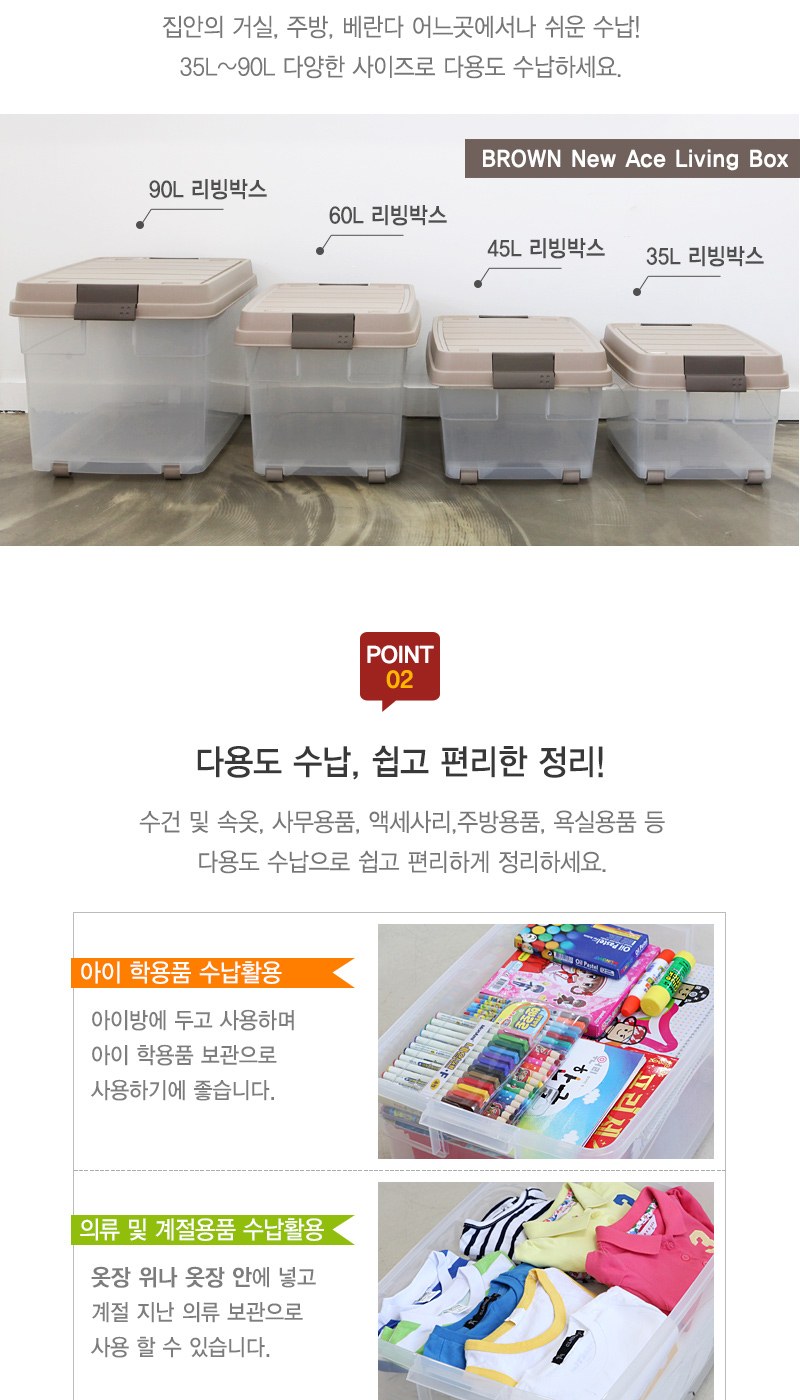 집안의 거실, 주방, 베란다 어느곳에서나 쉬운 수납!
35L~90L 다양한 사이즈로 다용도 수납하세요.
BROWN New Ace Living Box
90L 리빙박스
60L 리빙박스
45L 리빙박스
35L 리빙박스
POINT
02
다용도 수납, 쉽고 편리한 정리!
수건 및 속옷, 사무용품, 액세사리,주방용품, 욕실용품 등
다용도 수납으로 쉽고 편리하게 정리하세요.
아이 학용품 수납활용
아이방에 두고 사용하며
아이 학용품 보관으로
사용하기에 좋습니다.
Oil Pastel
Oil Pastel
의류 및 계절용품 수납활용
옷장 위나 옷장 안에 넣고
계절 지난 의류 보관으로
사용 할 수 있습니다.